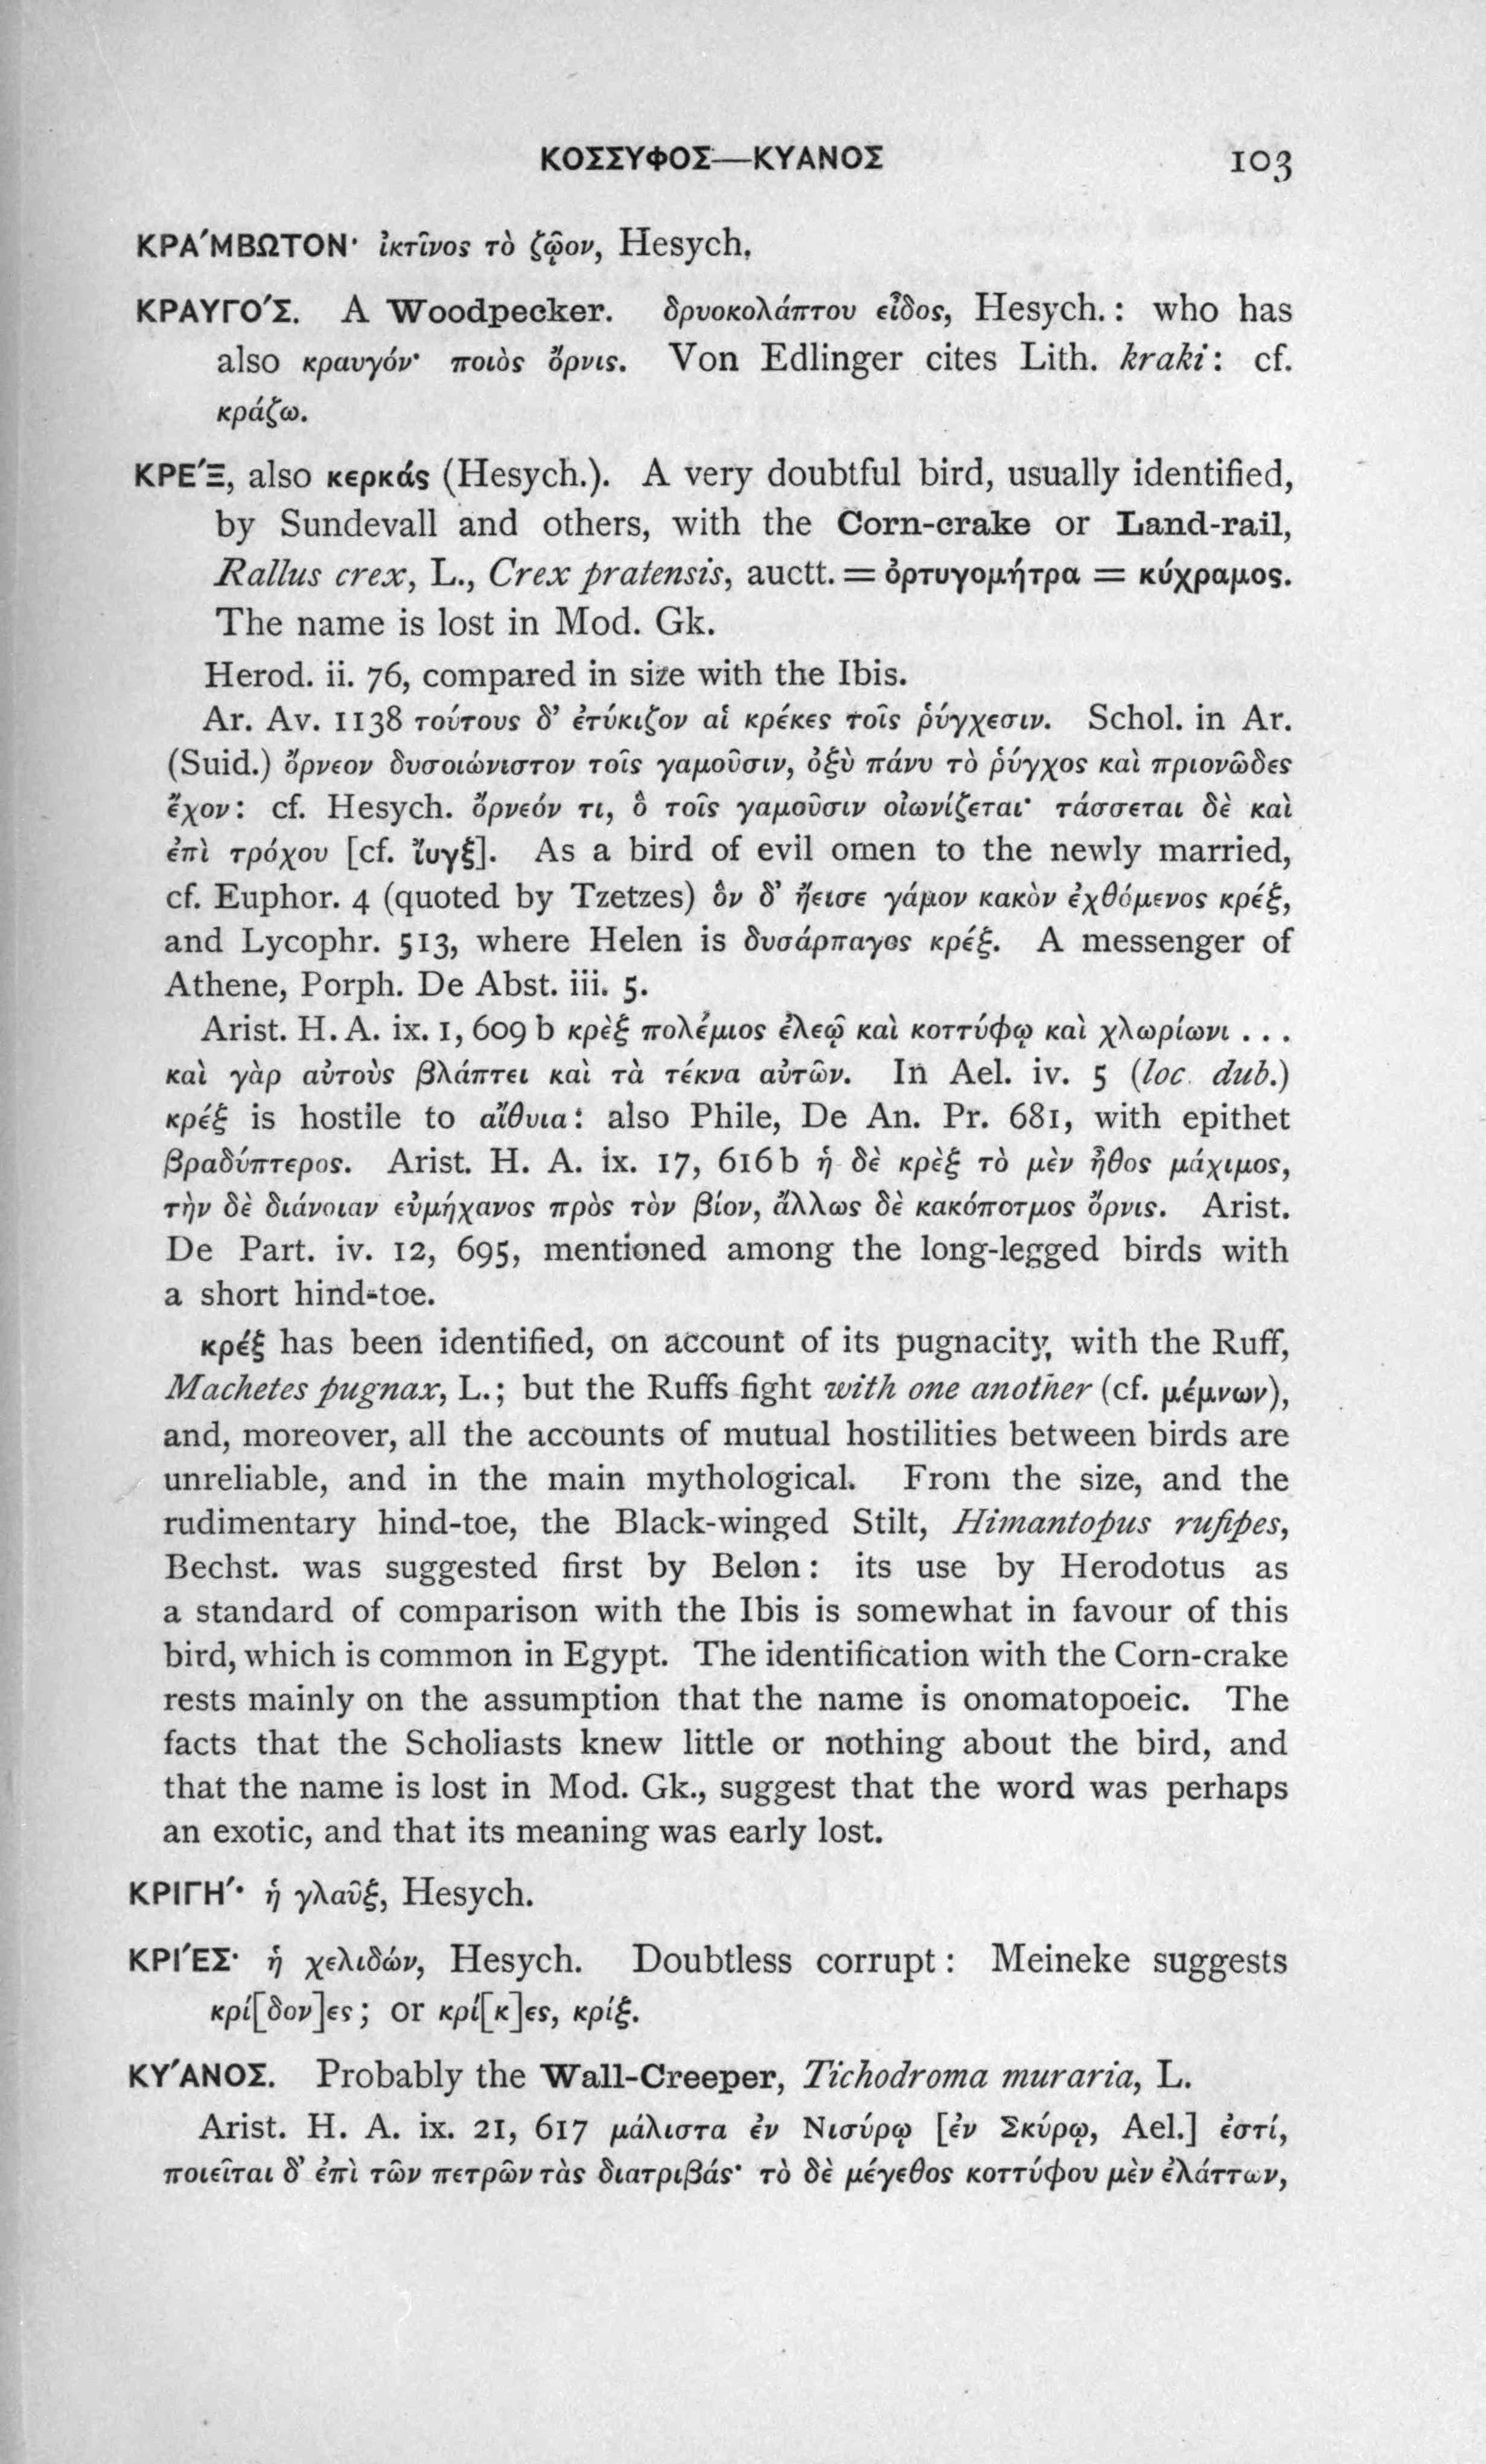 ΚΟΣΣΥΦΟΣ—ΚΥΑΝΟΣ 103
ΚΡΑ´ΜΒΩΤΟΝ· ἰκτῖνος τὸ ζῷον, Hesych.
ΚΡΑΥΓΟ´Σ. A Woodpecker. δρυοκολάπτου εἶδος, Hesych.: who has
also κραυγόν· ποιὸς ὄρνις. Von Edlinger cites Lith. kraki: cf.
κράζω.
ΚΡΕ´Ξ, also κερκάς (Hesych.). A very doubtful bird, usually identified,
by Sundevall and others, with the Corn-crake or Land-rail,
Rallus crex, L., Crex pratensis, auctt. = ὀρτυγομήτρα = κύχραμος.
The name is lost in Mod. Gk.
Herod. ii. 76, compared in size with the Ibis.
Ar. Av. 1138 τούτους δ’ ἐτύκιζον αἱ κρέκες τοῖς ῥύγχεσιν. Schol. in Ar.
(Suid.) ὄρνεον δυσοιώνιστον τοῖς γαμοῦσιν, ὀξὺ πάνυ τὸ ῥύγχος καὶ πριονῶδες
ἔχον: cf. Hesych. ὄρνεόν τι, ὃ τοῖς γαμοῦσιν οἰωνίζεται· τάσσεται δὲ καὶ
ἐπὶ τρόχου [cf. ἴυγξ]. As a bird of evil omen to the newly married,
cf. Euphor. 4 (quoted by Tzetzes) ὃν δ’ ἤεισε γάμον κακὸν ἐχθόμενος κρέξ,
and Lycophr. 513, where Helen is δυσάρπαγος κρέξ. A messenger of
Athene, Porph. De Abst. iii. 5.
Arist. H. A. ix. 1, 609 b κρὲξ πολέμιος ἐλεῷ καὶ κοττύφῳ καὶ χλωρίωνι . . .
καὶ γὰρ αὐτοὺς βλάπτει καὶ τὰ τέκνα αὐτῶν. In Ael. iv. 5 (loc. dub.)
κρέξ is hostile to αἴθυια: also Phile, De An. Pr. 681, with epithet
βραδύπτερος. Arist. H. A. ix. 17, 616 b ἡ δὲ κρὲξ τὸ μὲν ἦθος μάχιμος,
τὴν δὲ διάνοιαν εὐμήχανος πρὸς τὸν βίον, ἄλλως δὲ κακόποτμος ὄρνις. Arist.
De Part. iv. 12, 695, mentioned among the long-legged birds with
a short hind-toe.
κρέξ has been identified, on account of its pugnacity, with the Ruff,
Machetes pugnax, L.; but the Ruffs fight with one another (cf. μέμνων),
and, moreover, all the accounts of mutual hostilities between birds are
unreliable, and in the main mythological. From the size, and the
rudimentary hind-toe, the Black-winged Stilt, Himantopus rufipes,
Bechst. was suggested first by Belon: its use by Herodotus as
a standard of comparison with the Ibis is somewhat in favour of this
bird, which is common in Egypt. The identification with the Corn-crake
rests mainly on the assumption that the name is onomatopoeic. The
facts that the Scholiasts knew little or nothing about the bird, and
that the name is lost in Mod. Gk., suggest that the word was perhaps
an exotic, and that its meaning was early lost.
ΚΡΙΓΗ´· ἡ γλαῦξ, Hesych.
ΚΡΙ´ΕΣ· ἡ χελιδών, Hesych. Doubtless corrupt: Meineke suggests
κρί[δον]ες; or κρί[κ]ες, κρίξ.
ΚΥ´ΑΝΟΣ. Probably the Wall-Creeper, Tichodroma muraria, L.
Arist. H. A. ix. 21, 617 μάλιστα ἐν Νισύρῳ [ἐν Σκύρῳ, Ael.] ἐστί,
ποιεῖται δ’ ἐπὶ τῶν πετρῶν τὰς διατριβάς· τὸ δὲ μέγεθος κοττύφου μὲν ἐλάττων,